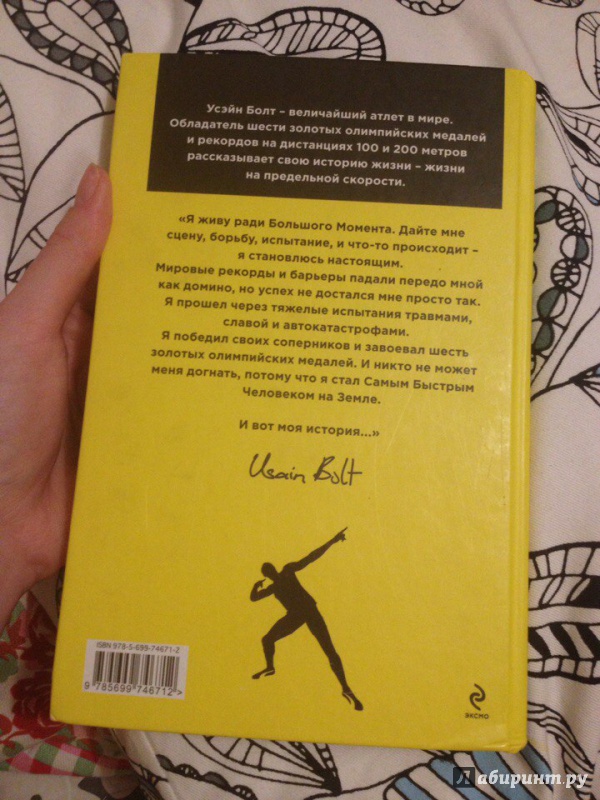 Усэйн Болт – величайший атлет в мире.
Обладатель шести золотых олимпийских медалей
и рекордов на дистанциях 100 и 200 метров
рассказывает свою историю жизни – жизни
на предельной скорости.
«Я живу ради Большого Момента. Дайте мне
сцену, борьбу, испытание, и что-то происходит –
я становлюсь настоящим.
Мировые рекорды и барьеры падали передо мной
как домино, но успех не достался мне просто так.
Я прошел через тяжелые испытания травмами,
славой и автокатастрофами.
Я победил своих соперников и завоевал шесть
золотых олимпийских медалей. И никто не может
меня догнать, потому что я стал Самым Быстрым
Человеком на Земле.
И вот моя история...»
Usain Bolt
ISBN 978-5-699-74671-2
9 785699 746712 >
эксмо
Лабиринт.ру